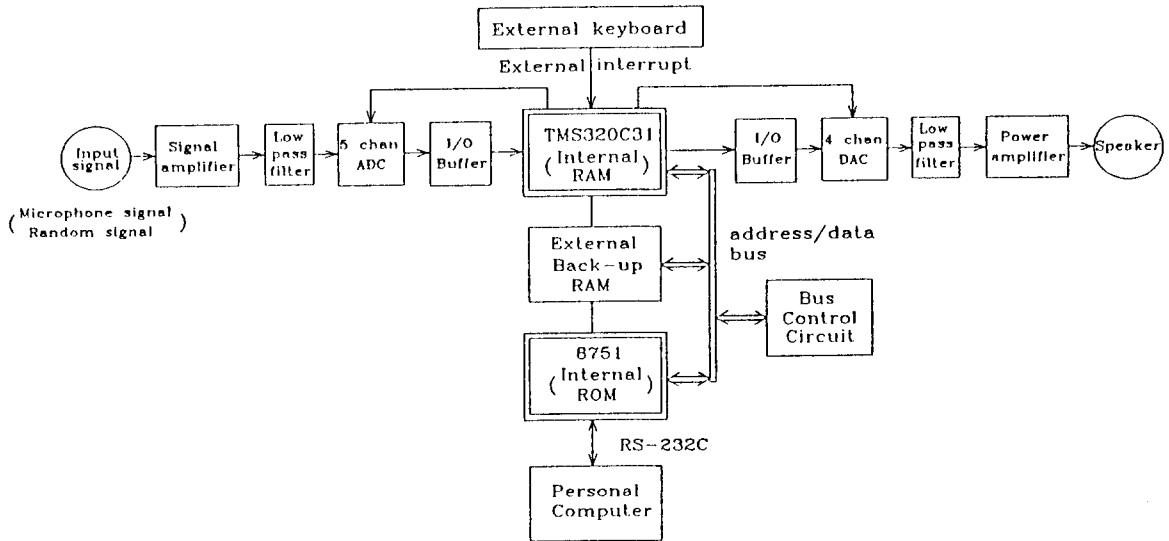 External keyboard
External interrupt
Input
signal
Signal
amplifier
Low
pass
filter
5 chan
ADC
I/O
Buffer
TMS320C31
(Internal)
RAM
I/O
Buffer
4 chan
DAC
Low
pass
filter
Power
amplifier
Speaker
(Microphone signal)
Random signal
External
Back-up
RAM
address/data
bus
Bus
Control
Circuit
8751
(Internal)
ROM
RS-232C
Personal
Computer